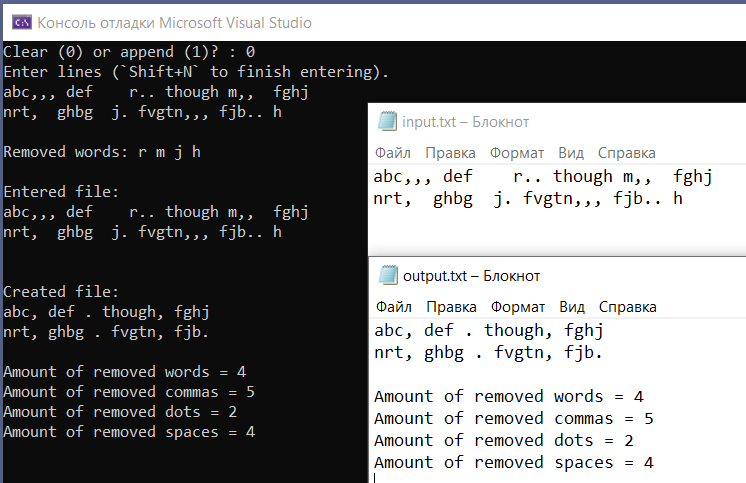 Консоль отладки Microsoft Visual Studio
Clear (0) or append (1)? : 0
Enter lines (`Shift+N` to finish entering).
abc,,, def    r.. though m,,  fghj
nrt,  ghbg  j. fvgtn,,, fjb.. h
Removed words: r m j h
Entered file:
abc,,, def    r.. though m,,  fghj
nrt,  ghbg  j. fvgtn,,, fjb.. h
Created file:
abc, def . though, fghj
nrt, ghbg . fvgtn, fjb.
Amount of removed words = 4
Amount of removed commas = 5
Amount of removed dots = 2
Amount of removed spaces = 4
input.txt – Блокнот
Файл Правка Формат Вид Справка
abc,,, def    r.. though m,,  fghj
nrt,  ghbg  j. fvgtn,,, fjb.. h
output.txt – Блокнот
Файл Правка Формат Вид Справка
abc, def . though, fghj
nrt, ghbg . fvgtn, fjb.
Amount of removed words = 4
Amount of removed commas = 5
Amount of removed dots = 2
Amount of removed spaces = 4